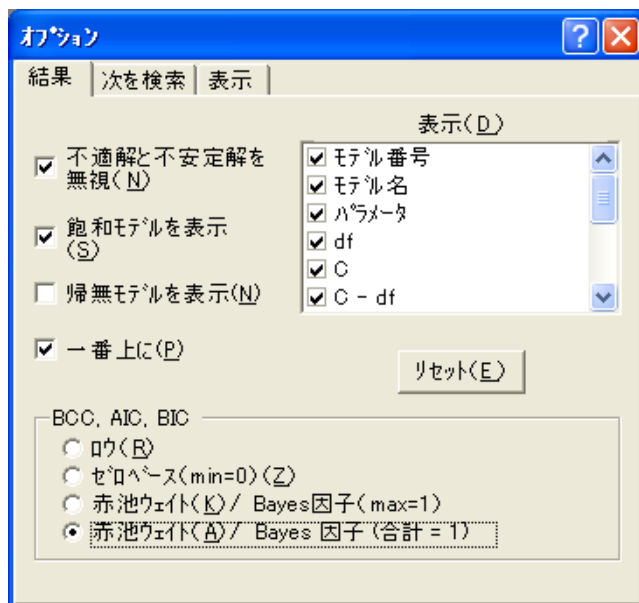 ｵﾌﾟｼｮﾝ
結果
次を検索
表示
表示(D)
不適解と不安定解を
無視(N)
飽和ﾓﾃﾞﾙを表示
(S)
帰無ﾓﾃﾞﾙを表示(N)
一番上に(P)
ﾓﾃﾞﾙ番号
ﾓﾃﾞﾙ名
ﾊﾟﾗﾒｰﾀ
df
C
C - df
ﾘｾｯﾄ(E)
BCC, AIC, BIC
ﾛｳ(R)
ｾﾞﾛﾍﾞｰｽ(min=0)(Z)
赤池ｳｪｲﾄ(K)/ Bayes因子(max=1)
赤池ｳｪｲﾄ(A)/ Bayes 因子 (合計 = 1)